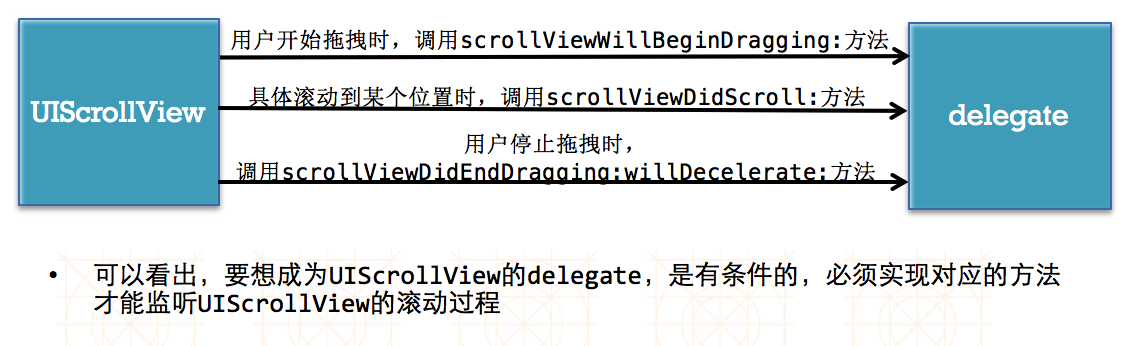 UIScrollView
用户开始拖拽时，调用scrollViewWillBeginDragging:方法
具体滚动到某个位置时，调用scrollViewDidScroll:方法
用户停止拖拽时，
调用scrollViewDidEndDragging:willDecelerate:方法
delegate
• 可以看出，要想成为UIScrollView的delegate，是有条件的，必须实现对应的方法
才能监听UIScrollView的滚动过程